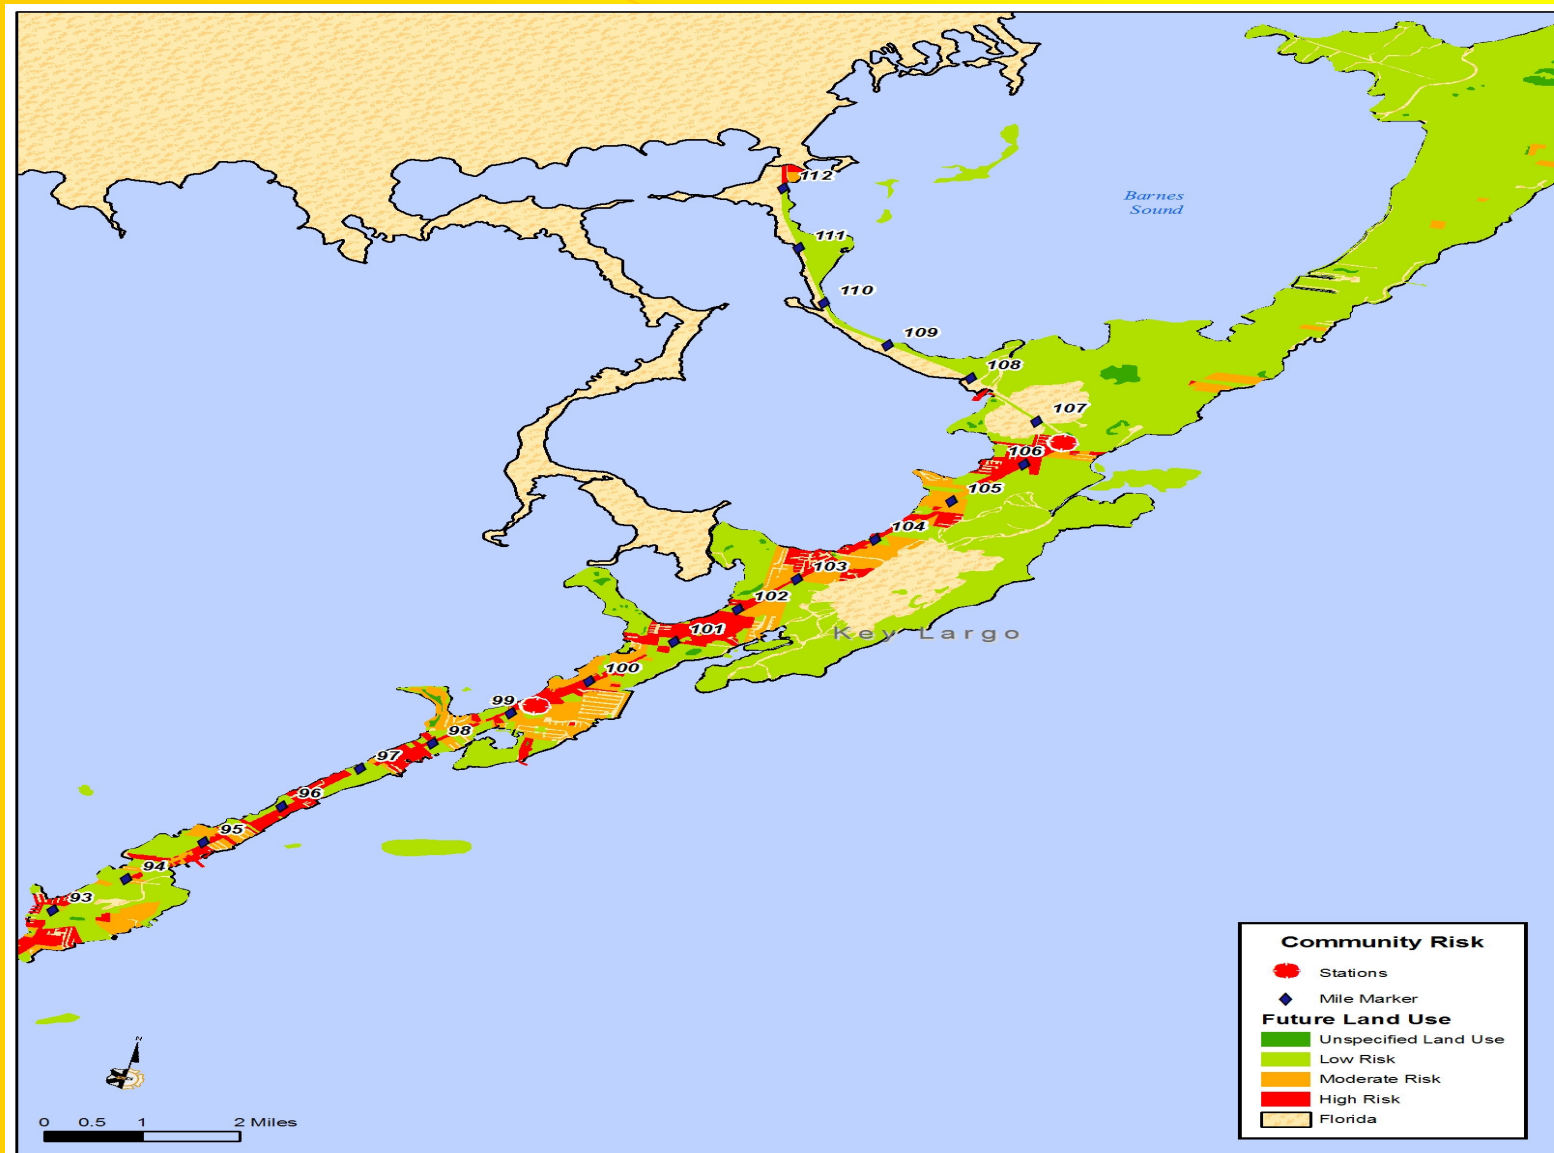 112
Barnes
Sound
111
110
109
108
107
106
105
104
103
102
101
Key Largo
100
99
98
97
96
95
94
93
N
0 0.5 1 2 Miles
Community Risk
Stations
Mile Marker
Future Land Use
Unspecified Land Use
Low Risk
Moderate Risk
High Risk
Florida